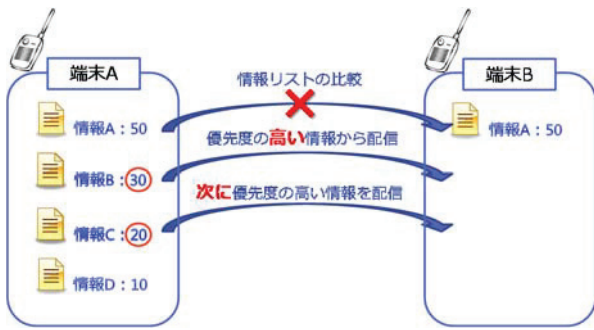 端末A
情報リストの比較
端末B
情報A：50
情報A：50
優先度の高い情報から配信
情報B：30
次に優先度の高い情報を配信
情報C：20
情報D：10